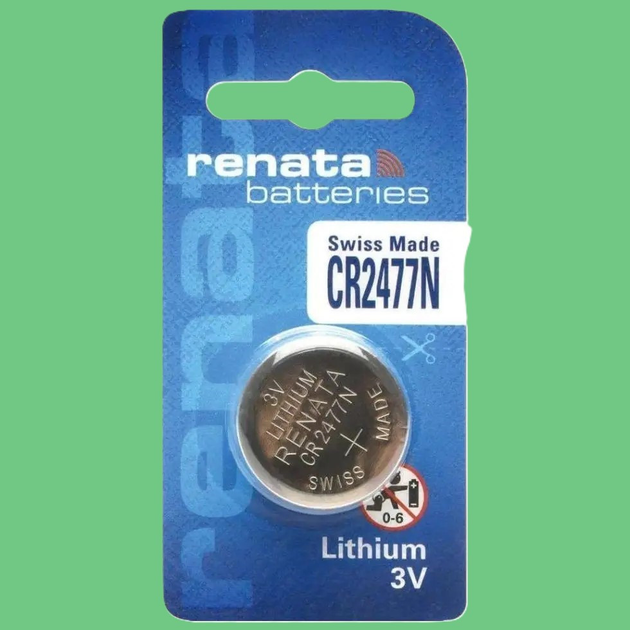 renata
renata
batteries
Swiss Made
CR2477N
3V
LITHIUM
RENATA
CR2477N
+
MADE
SWISS
0-6
Lithium
3V